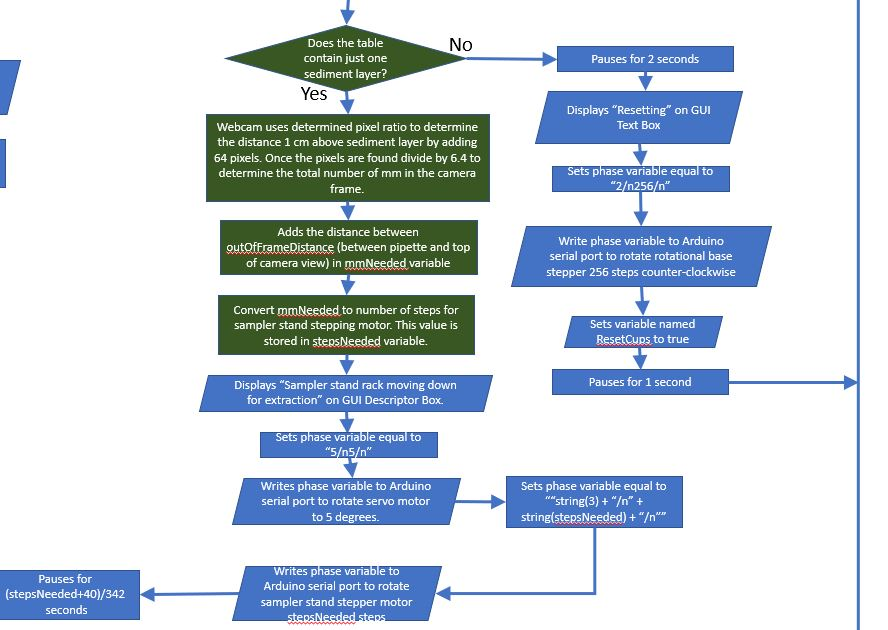 Does the table
contain just one
sediment layer?
No
Yes
Webcam uses determined pixel ratio to determine
the distance 1 cm above sediment layer by adding
64 pixels. Once the pixels are found divide by 6.4 to
determine the total number of mm in the camera
frame.
Adds the distance between
outOfFrameDistance (between pipette and top
of camera view) in mmNeeded variable
Convert mmNeeded to number of steps for
sampler stand stepping motor. This value is
stored in stepsNeeded variable.
Displays “Sampler stand rack moving down
for extraction” on GUI Descriptor Box.
Sets phase variable equal to
“5/n5/n”
Writes phase variable to Arduino
serial port to rotate servo motor
to 5 degrees.
Sets phase variable equal to
““string(3) + “/n” +
string(stepsNeeded) + “/n””
Writes phase variable to
Arduino serial port to rotate
sampler stand stepper motor
stepsNeeded steps
Pauses for
(stepsNeeded+40)/342
seconds
Pauses for 2 seconds
Displays “Resetting” on GUI
Text Box
Sets phase variable equal to
“2/n256/n”
Write phase variable to Arduino
serial port to rotate rotational base
stepper 256 steps counter-clockwise
Sets variable named
ResetCups to true
Pauses for 1 second